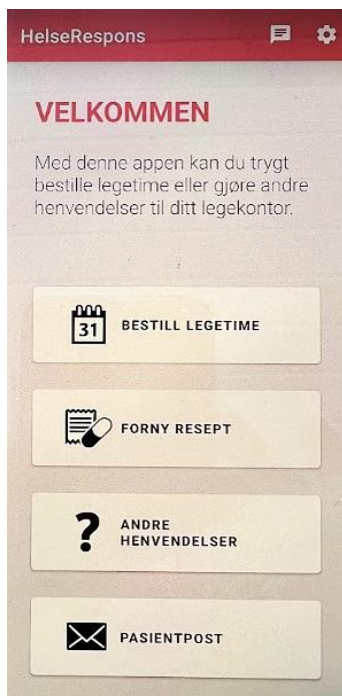 HelseRespons
VELKOMMEN
Med denne appen kan du trygt
bestille legetime eller gjøre andre
henvendelser til ditt legekontor.
31 BESTILL LEGETIME
FORNY RESEPT
? ANDRE
HENVENDELSER
PASIENTPOST